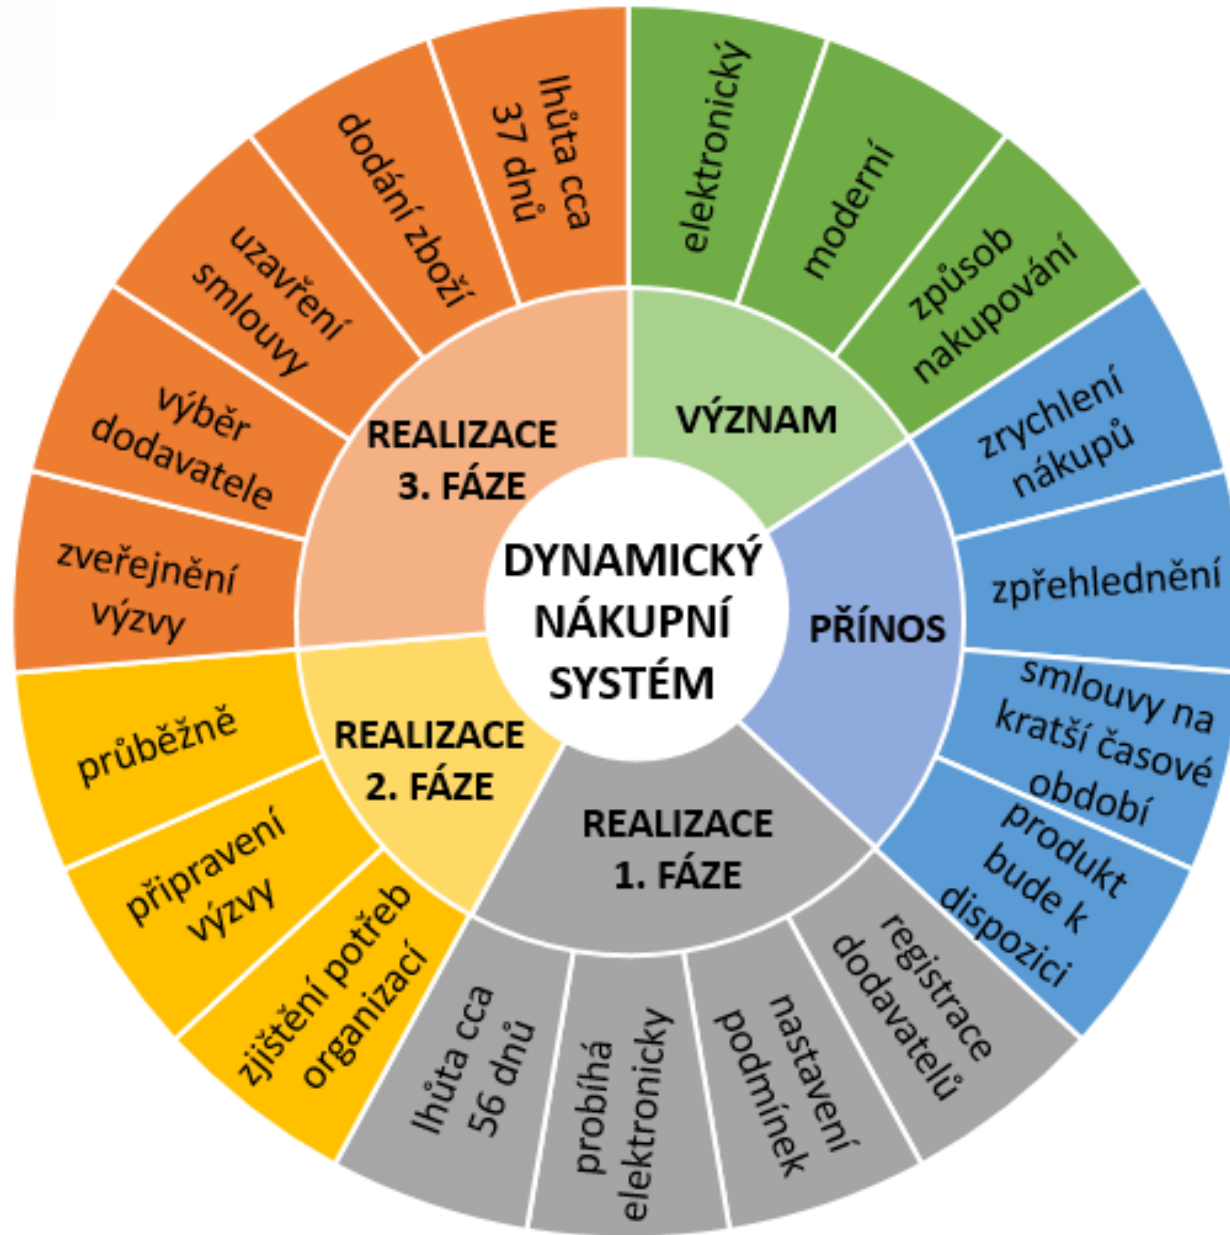 DYNAMICKÝ
NÁKUPNÍ
SYSTÉM
VÝZNAM
elektronický
moderní
způsob
nakupování
PŘÍNOS
zrychlení
nákupů
zpřehlednění
smlouvy na
kratší časové
období
produkt
bude k
dispozici
REALIZACE
1. FÁZE
registrace
dodavatelů
nastavení
podmínek
probíhá
elektronicky
lhůta cca
56 dnů
REALIZACE
2. FÁZE
zjištění potřeb
organizací
připravení
výzvy
průběžně
REALIZACE
3. FÁZE
zveřejnění
výzvy
výběr
dodavatele
uzavření
smlouvy
dodání zboží
lhůta cca
37 dnů